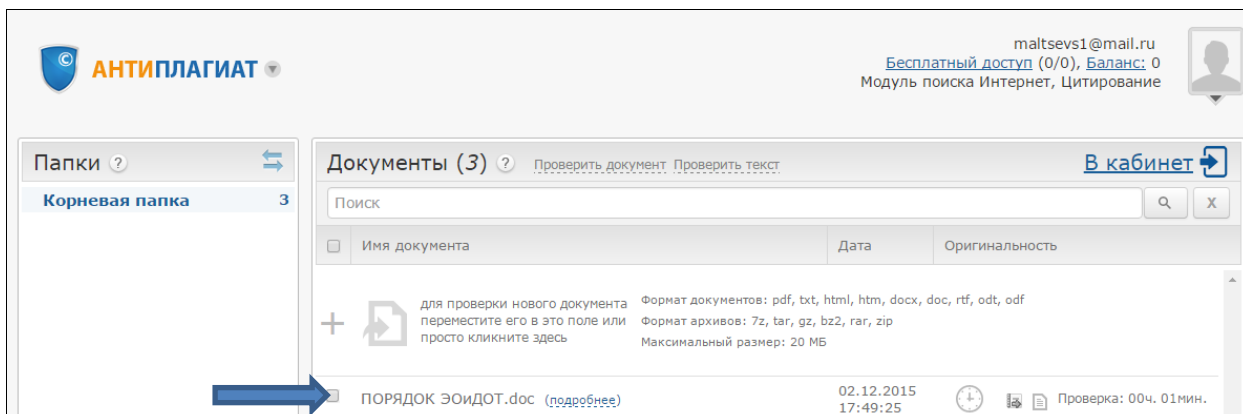 maltsevs1@mail.ru
Бесплатный доступ (0/0), Баланс: 0
Модуль поиска Интернет, Цитирование
©
АНТИПЛАГИАТ
Папки ?
Корневая папка 3
Документы (3) ? Проверить документ Проверить текст В кабинет
Поиск X
Имя документа Дата Оригинальность
для проверки нового документа
переместите его в это поле или
просто кликните здесь
Формат документов: pdf, txt, html, htm, docx, doc, rtf, odt, odf
Формат архивов: 7z, tar, gz, bz2, rar, zip
Максимальный размер: 20 МБ
ПОРЯДОК ЭОиДОТ.doc (подробнее) 02.12.2015
17:49:25
Проверка: 00ч. 01мин.